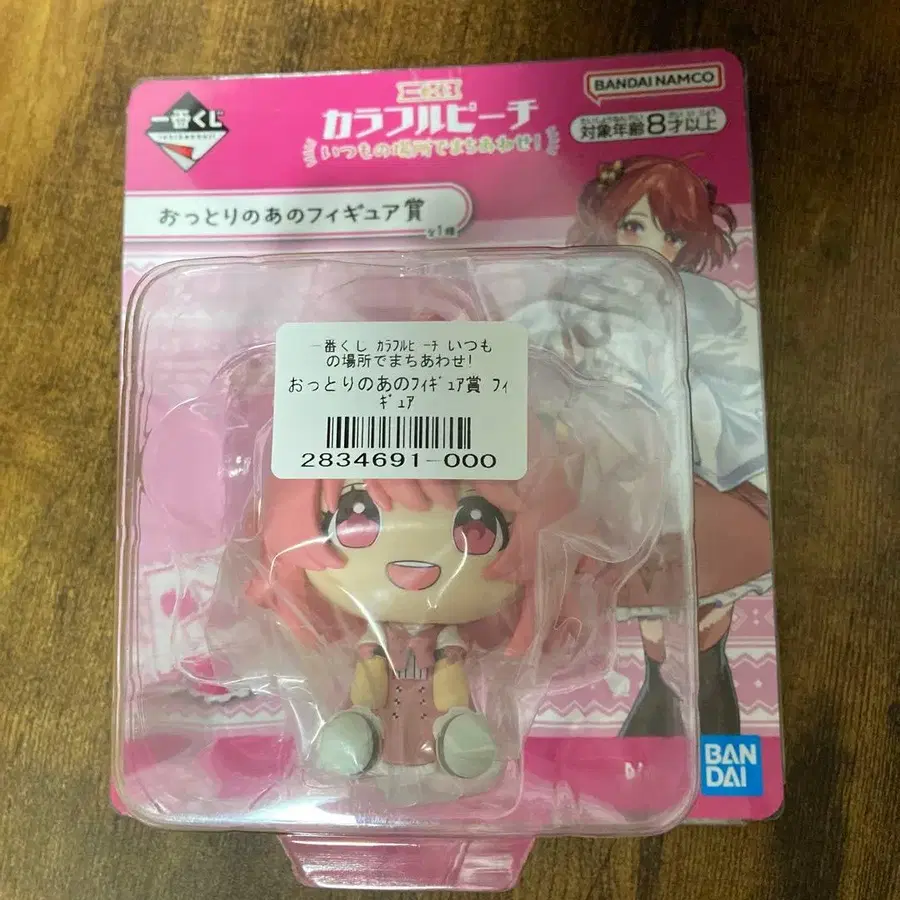 一番くじ
カラフルピーチ
いつもの場所でまちあわせ!
BANDAI NAMCO
対象年齢8才以上
おっとりのあのフィギュア賞
全1種
一番くじ カラフルピーチ いつも
の場所でまちあわせ!
おっとりのあのフィギュア賞 フィ
ギュア
2834691-000
BAN
DAI